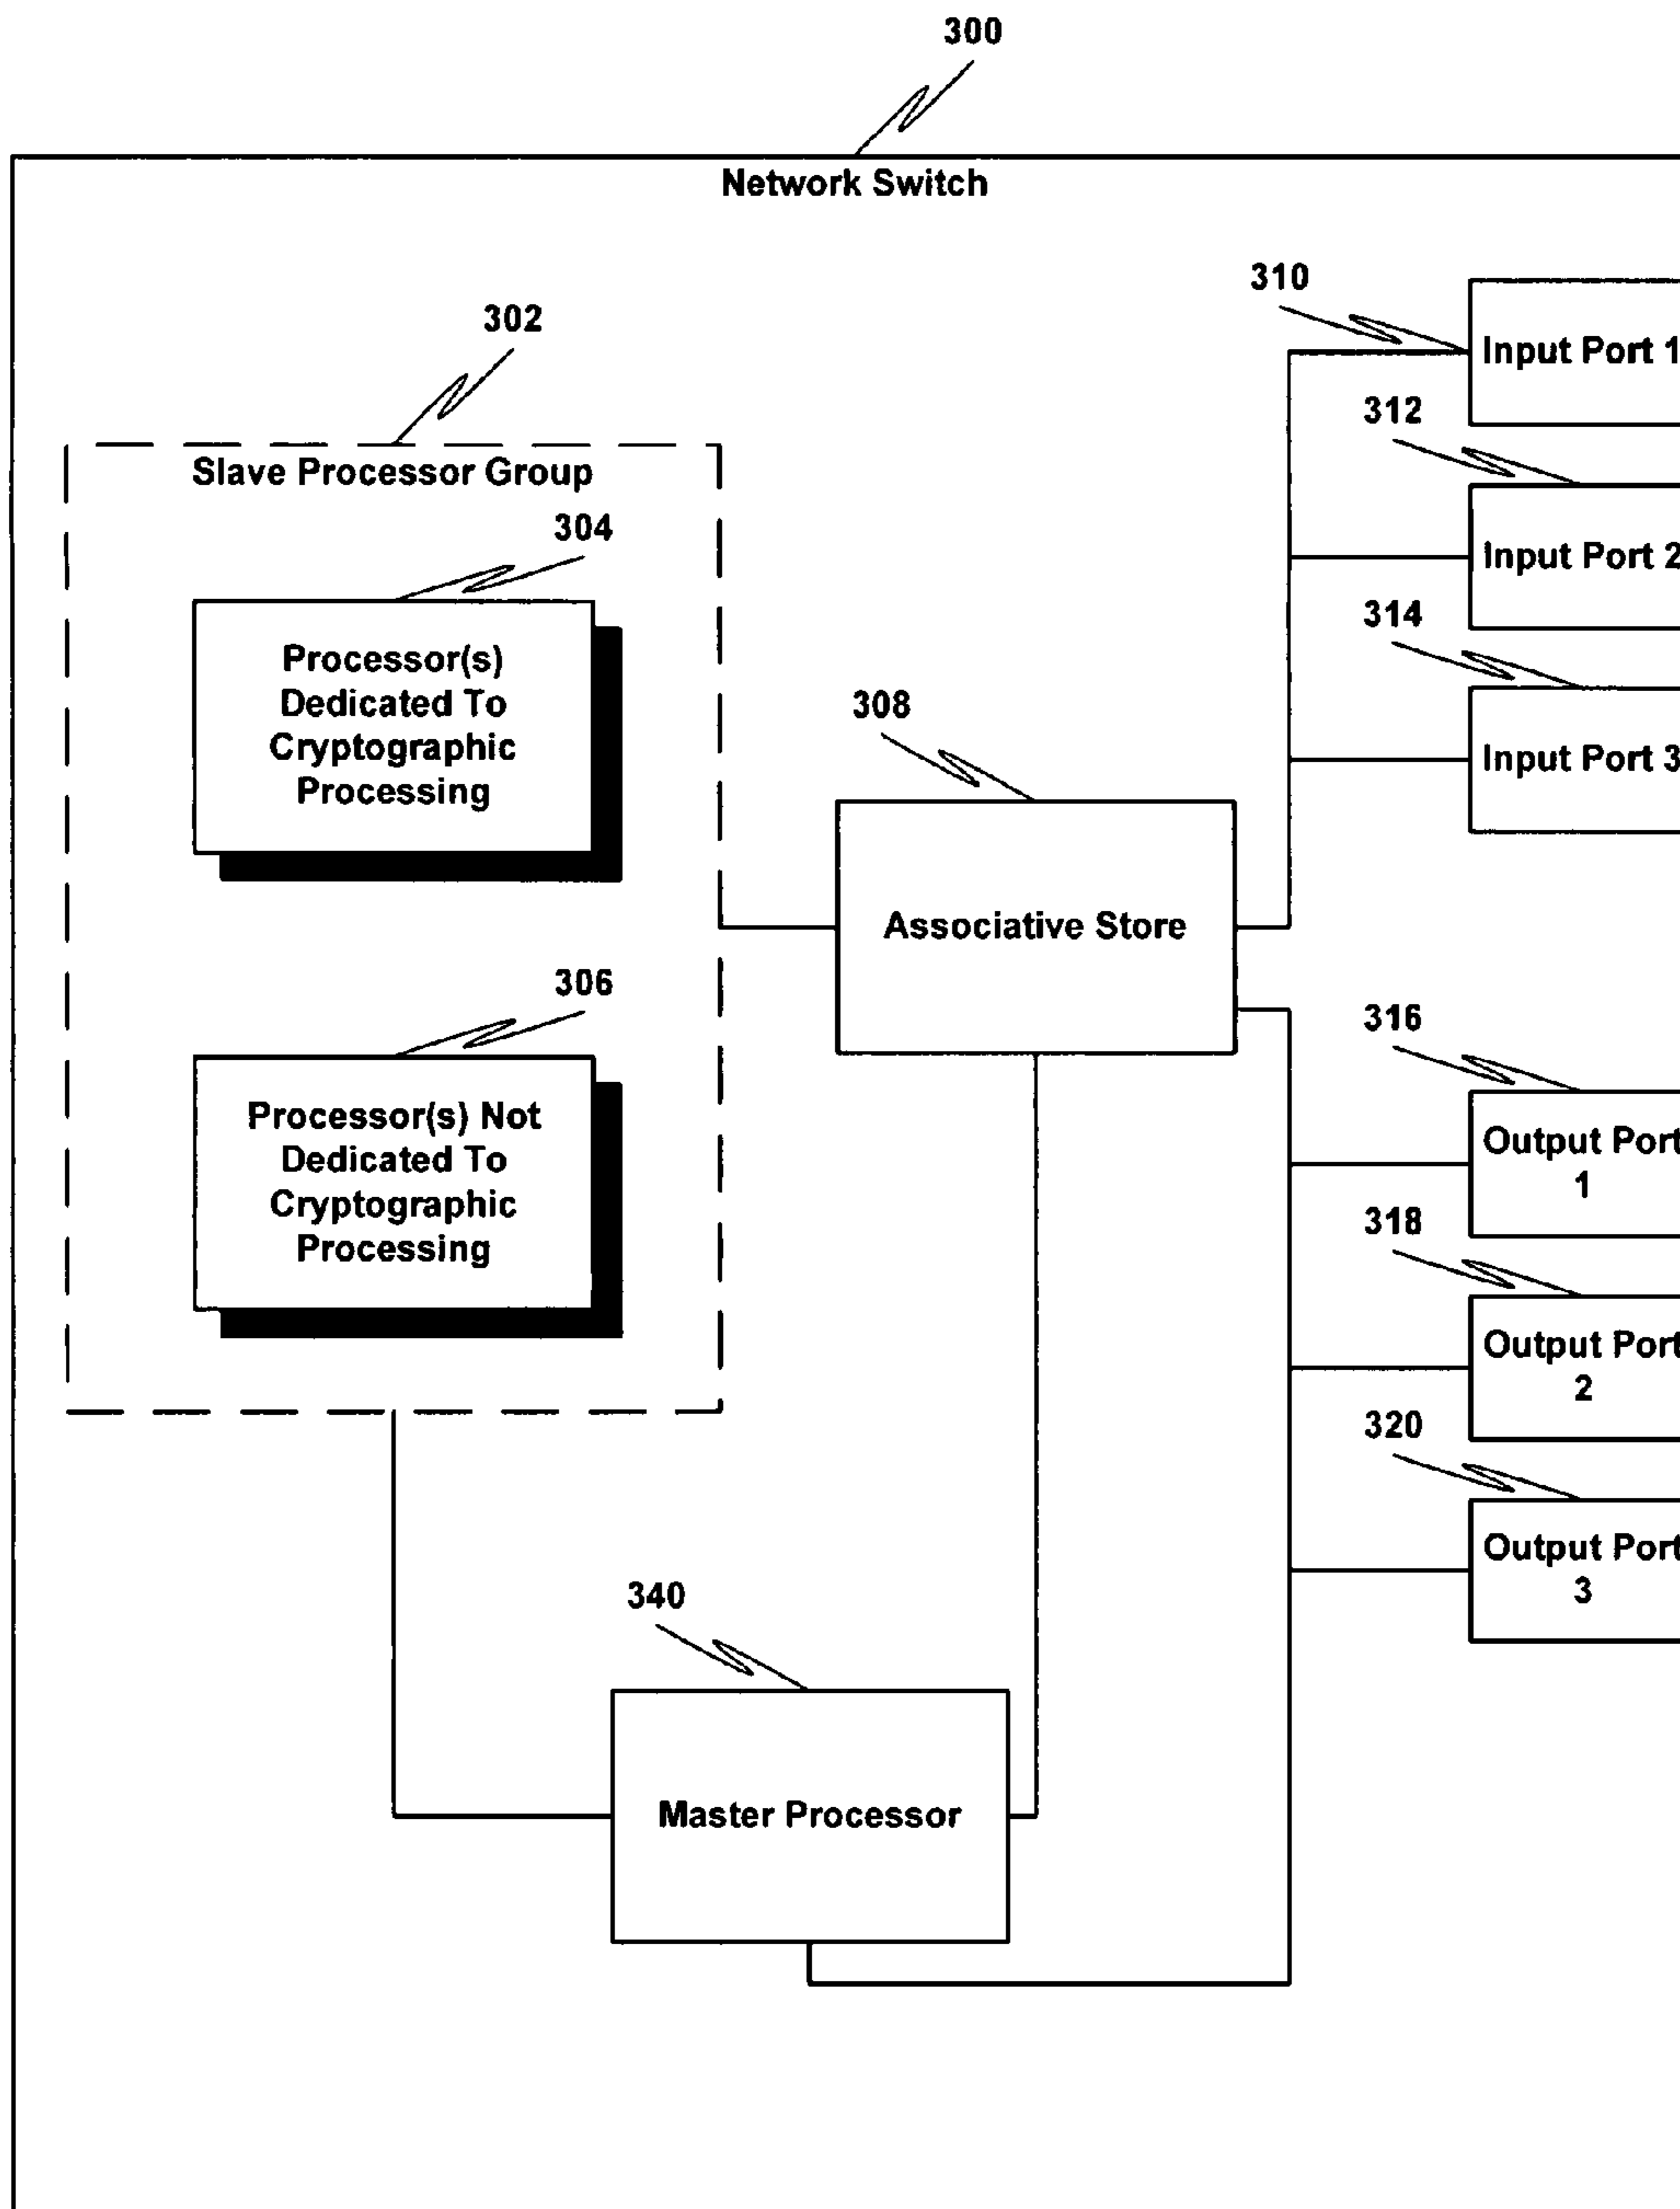 300
Network Switch
310
Input Port 1
302
312
Slave Processor Group
Input Port 2
304
314
Processor(s)
Dedicated To
Cryptographic
Processing
308
Input Port 3
Associative Store
306
316
Processor(s) Not
Dedicated To
Cryptographic
Processing
Output Port
1
318
Output Port
2
320
Output Port
3
340
Master Processor